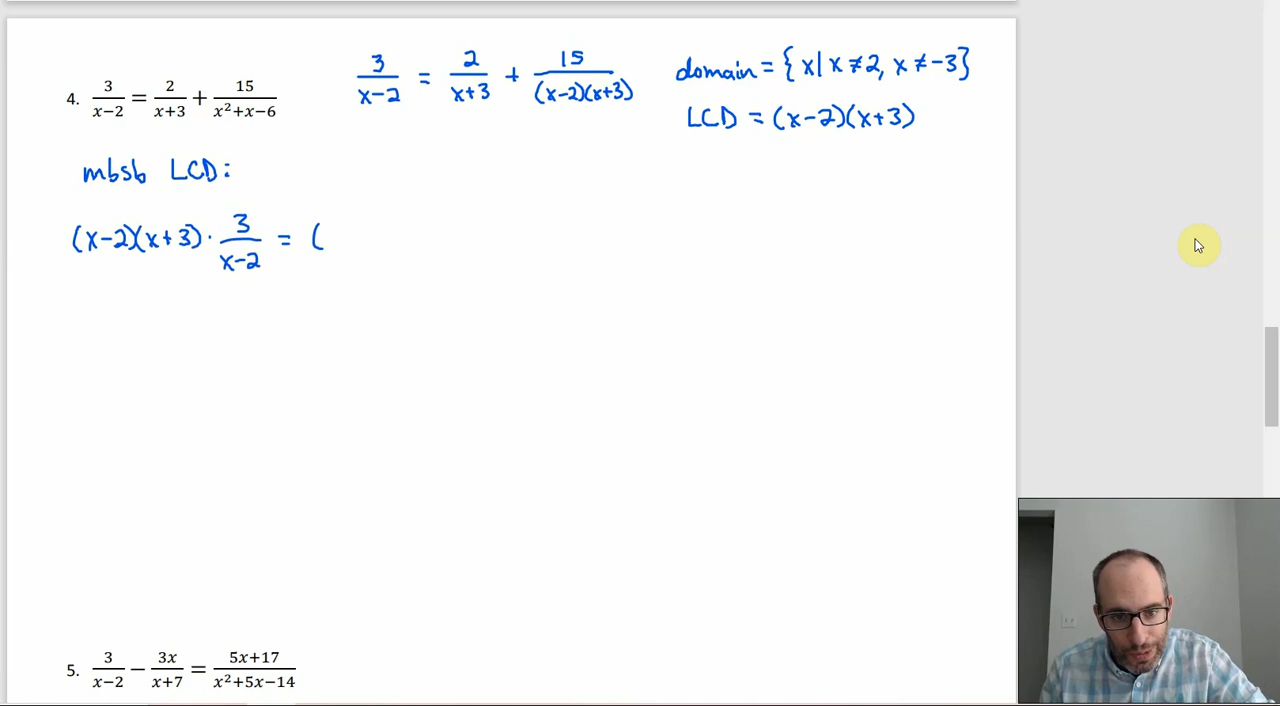 4. 3/(x−2) = 2/(x+3) + 15/(x²+x−6)
3/(x-2) = 2/(x+3) + 15/((x-2)(x+3))
domain = {x | x ≠ 2, x ≠ -3}
LCD = (x-2)(x+3)
mbsb LCD:
(x-2)(x+3) · 3/(x-2) = (
5. 3/(x−2) − 3x/(x+7) = (5x+17)/(x²+5x−14)